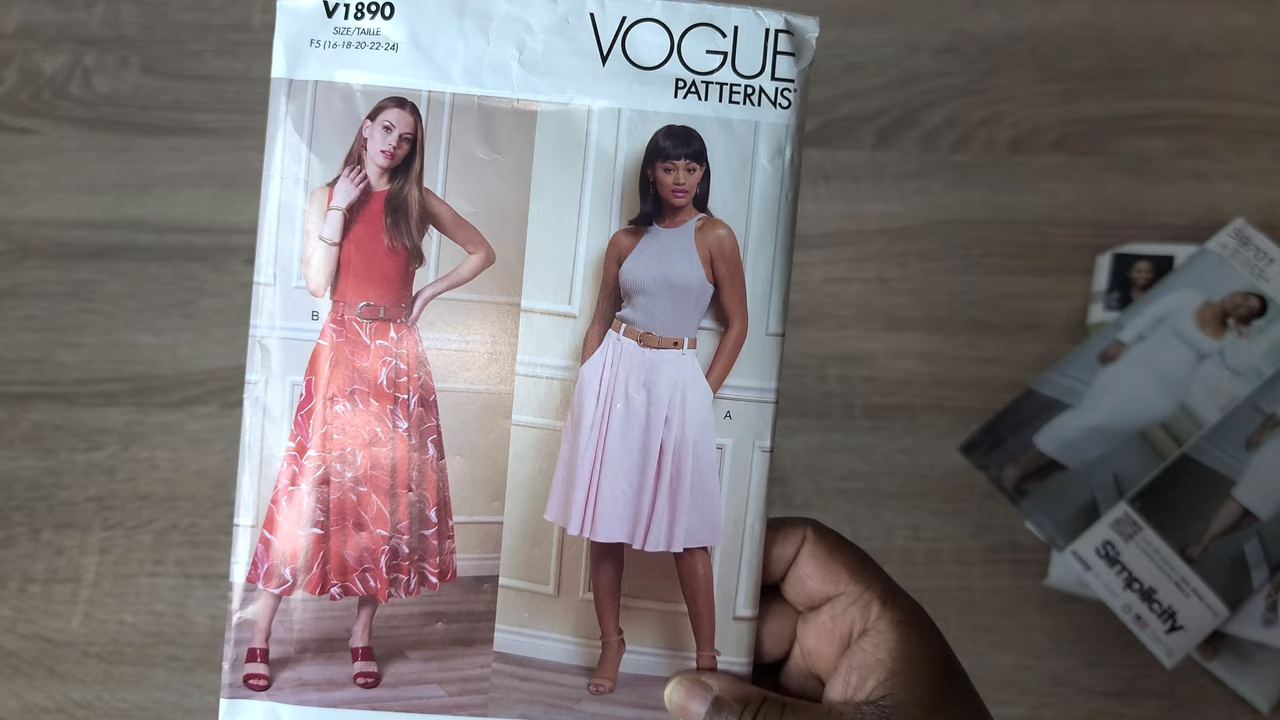 V1890
SIZE/TAILLE
F5 (16-18-20-22-24)
VOGUE
PATTERNS
B
A
Simplicity